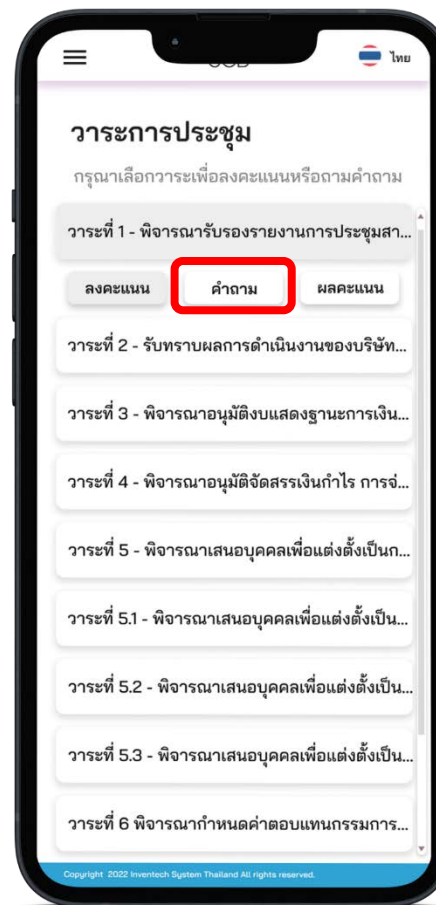 ไทย
วาระการประชุม
กรุณาเลือกวาระเพื่อลงคะแนนหรือถามคำถาม
วาระที่ 1 - พิจารณารับรองรายงานการประชุมสา...
ลงคะแนน คำถาม ผลคะแนน
วาระที่ 2 - รับทราบผลการดำเนินงานของบริษัท...
วาระที่ 3 - พิจารณาอนุมัติงบแสดงฐานะการเงิน...
วาระที่ 4 - พิจารณาอนุมัติจัดสรรเงินกำไร การจ่...
วาระที่ 5 - พิจารณาเสนอบุคคลเพื่อแต่งตั้งเป็นก...
วาระที่ 5.1 - พิจารณาเสนอบุคคลเพื่อแต่งตั้งเป็น...
วาระที่ 5.2 - พิจารณาเสนอบุคคลเพื่อแต่งตั้งเป็น...
วาระที่ 5.3 - พิจารณาเสนอบุคคลเพื่อแต่งตั้งเป็น...
วาระที่ 6 พิจารณากำหนดค่าตอบแทนกรรมการ...
Copyright 2022 Inventech System Thailand All rights reserved.